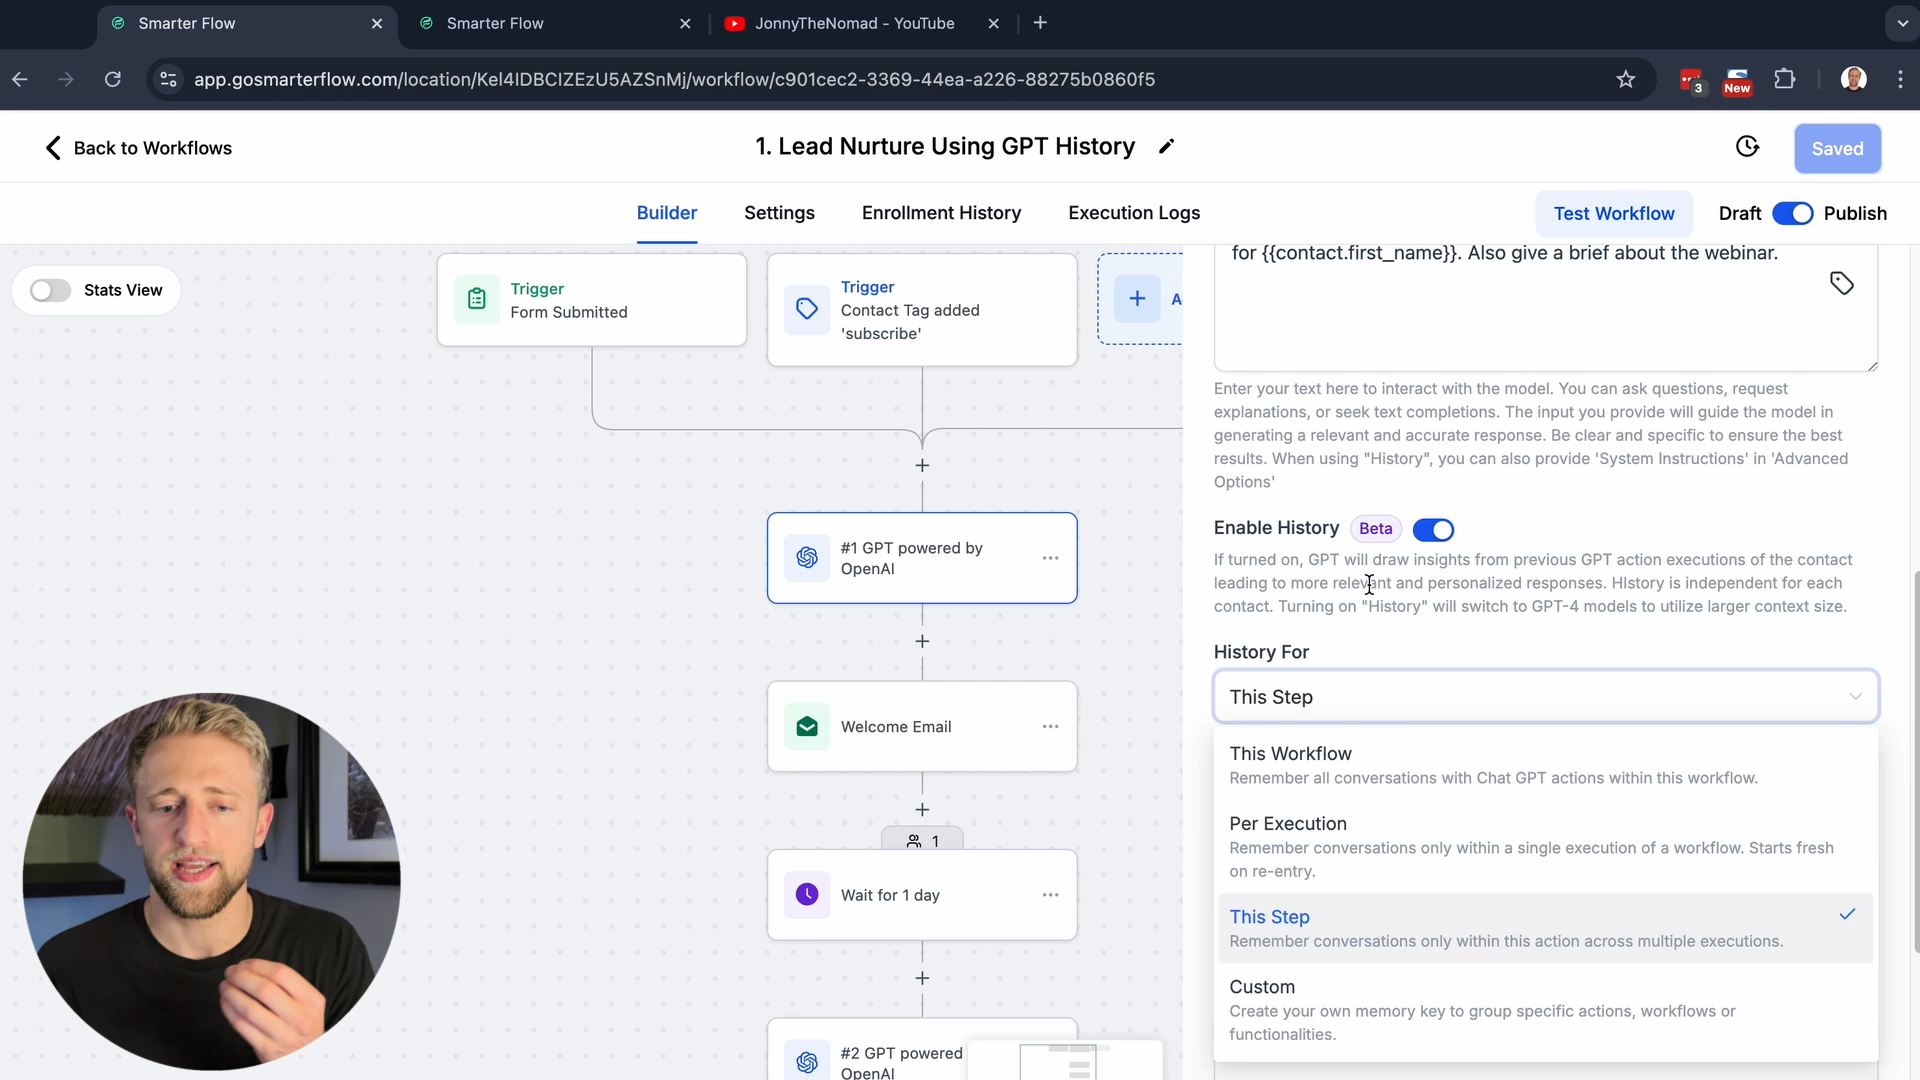 Smarter Flow
Smarter Flow
JonnyTheNomad - YouTube
app.gosmarterflow.com/location/Kel4IDBCIZEzU5AZSnMj/workflow/c901cec2-3369-44ea-a226-88275b0860f5
3
New
Back to Workflows
1. Lead Nurture Using GPT History
Saved
Builder
Settings
Enrollment History
Execution Logs
Test Workflow
Draft
Publish
Stats View
Trigger
Form Submitted
Trigger
Contact Tag added
'subscribe'
A
#1 GPT powered by
OpenAI
Welcome Email
1
Wait for 1 day
#2 GPT powered
OpenAI
for {{contact.first_name}}. Also give a brief about the webinar.
Enter your text here to interact with the model. You can ask questions, request
explanations, or seek text completions. The input you provide will guide the model in
generating a relevant and accurate response. Be clear and specific to ensure the best
results. When using "History", you can also provide 'System Instructions' in 'Advanced
Options'
Enable History Beta
If turned on, GPT will draw insights from previous GPT action executions of the contact
leading to more relevant and personalized responses. HIstory is independent for each
contact. Turning on "History" will switch to GPT-4 models to utilize larger context size.
History For
This Step
This Workflow
Remember all conversations with Chat GPT actions within this workflow.
Per Execution
Remember conversations only within a single execution of a workflow. Starts fresh
on re-entry.
This Step
Remember conversations only within this action across multiple executions.
Custom
Create your own memory key to group specific actions, workflows or
functionalities.